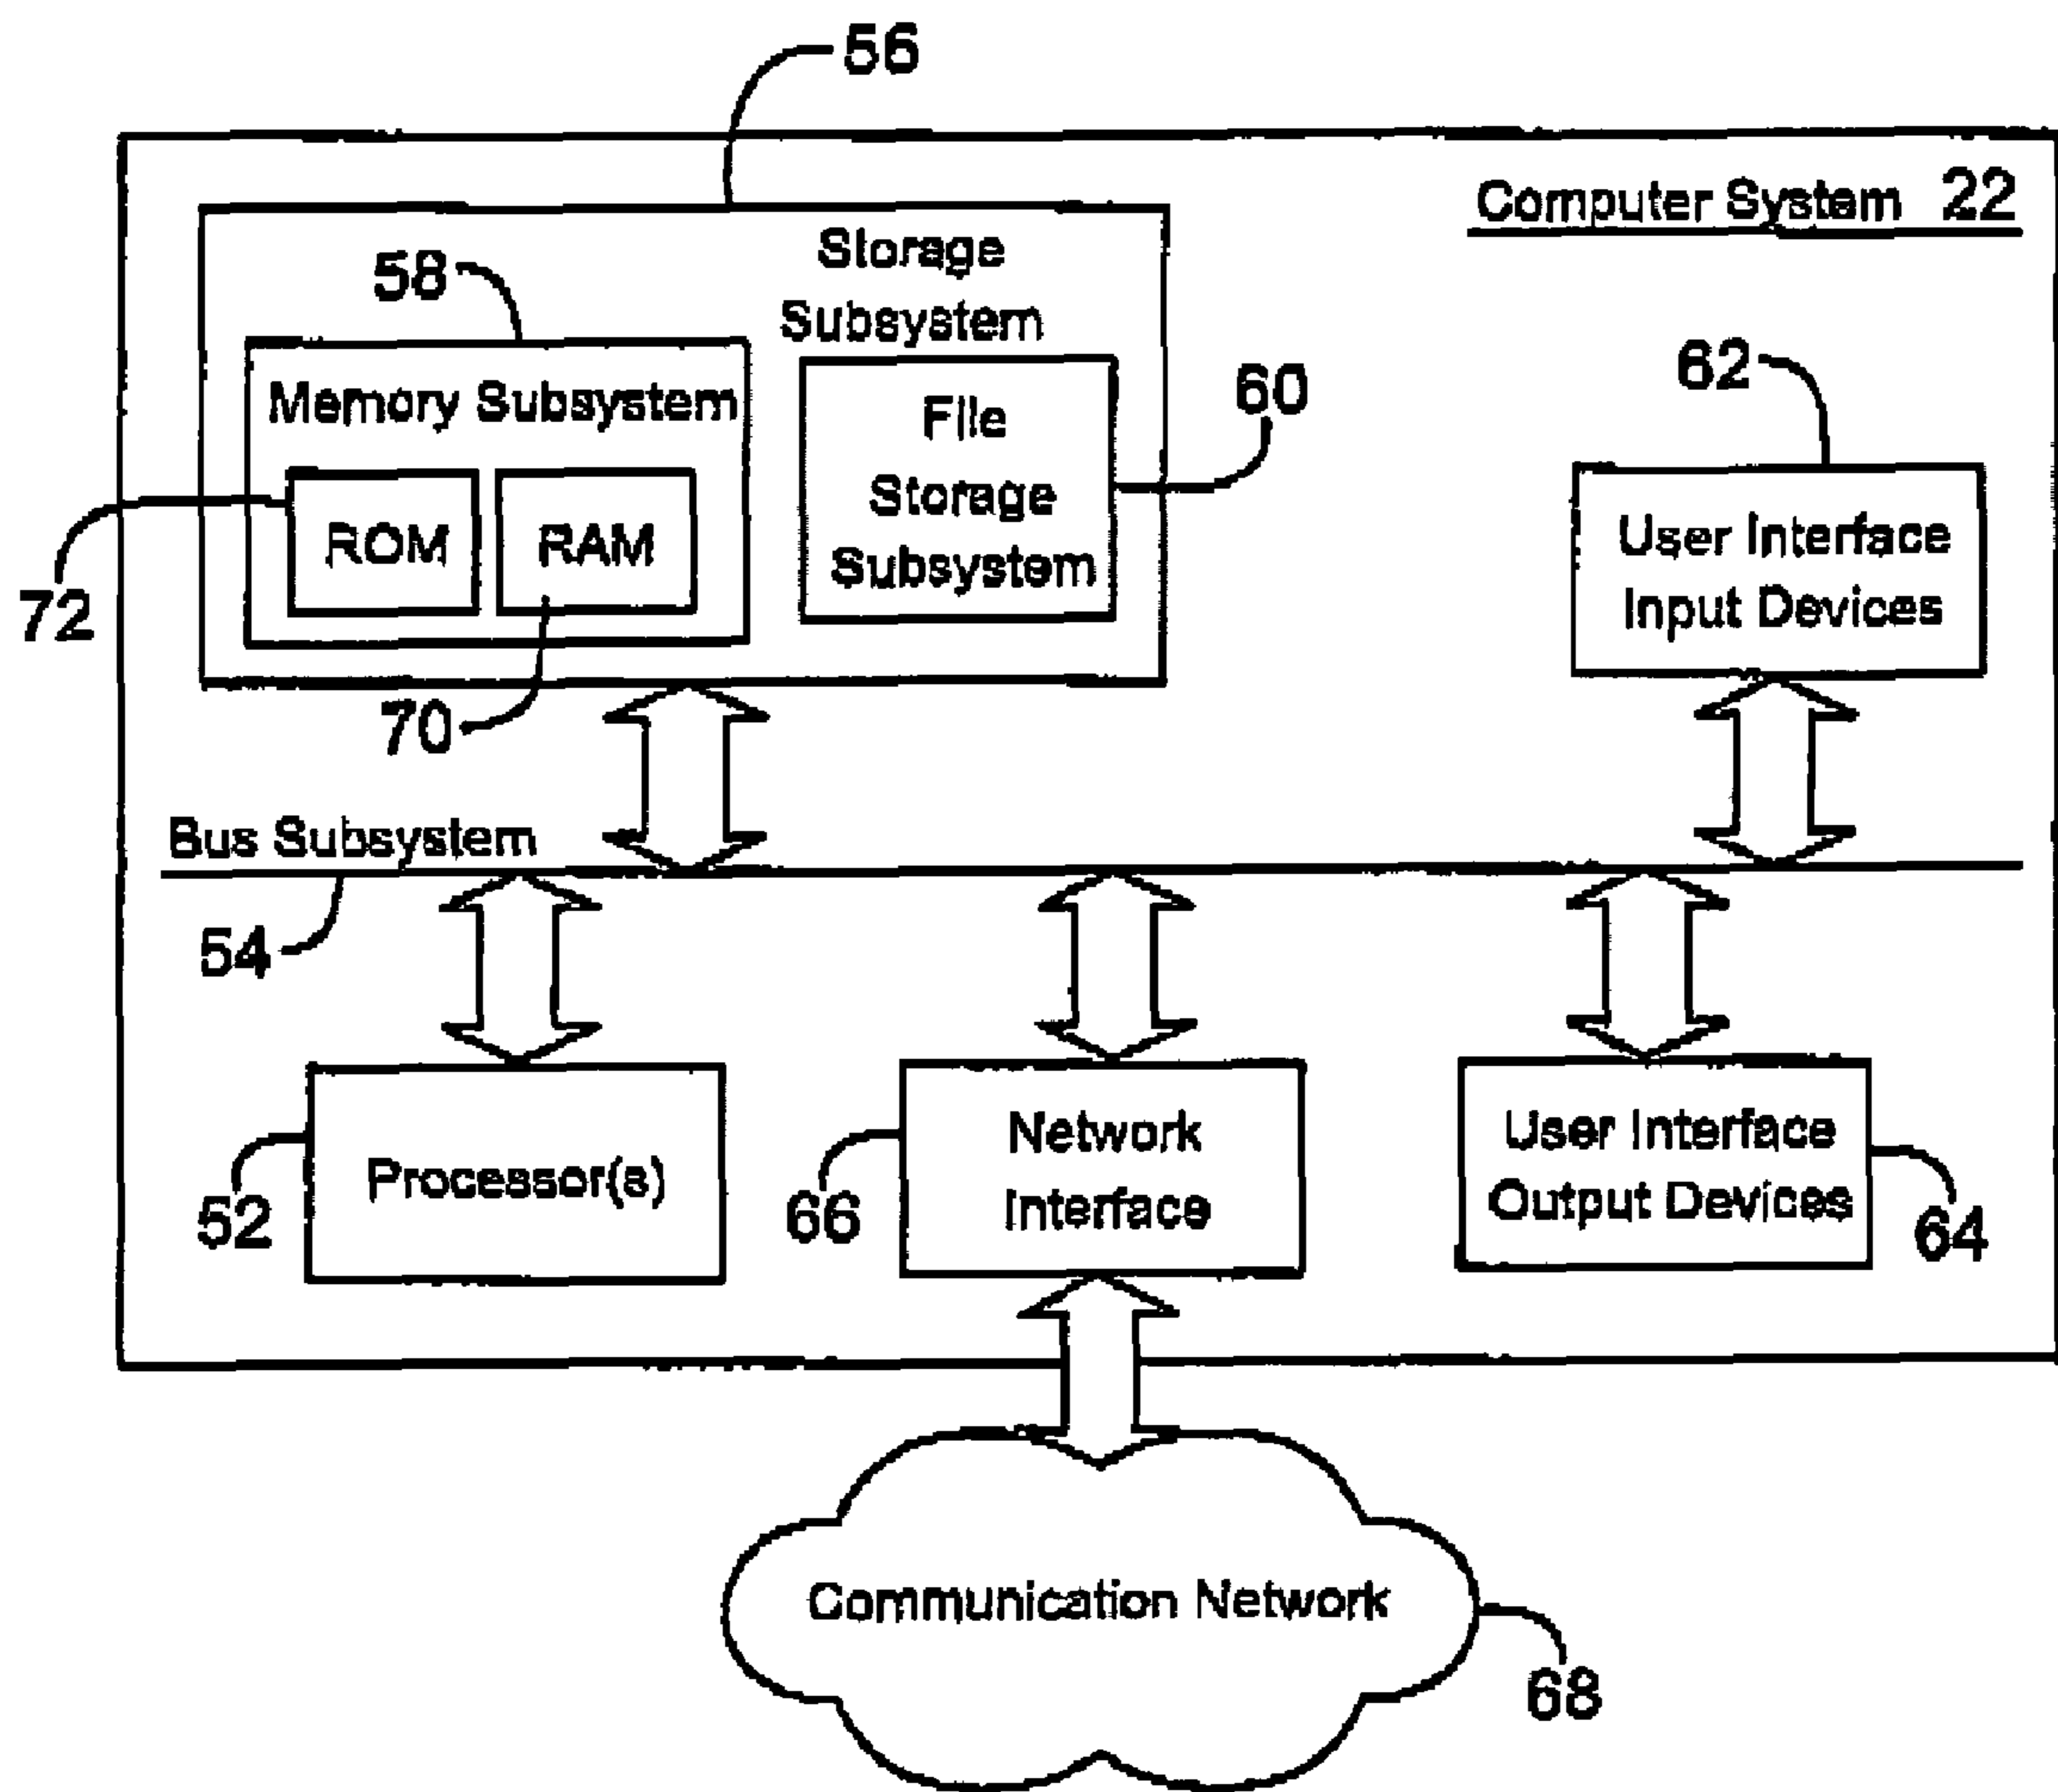 56
Computer System 22
Storage
Subsystem
58
Memory Subsystem
File
Storage
Subsystem
60
62
ROM
RAM
User Interface
Input Devices
72
70
Bus Subsystem
54
Processor(s)
52
Network
Interface
66
User Interface
Output Devices
64
Communication Network
68